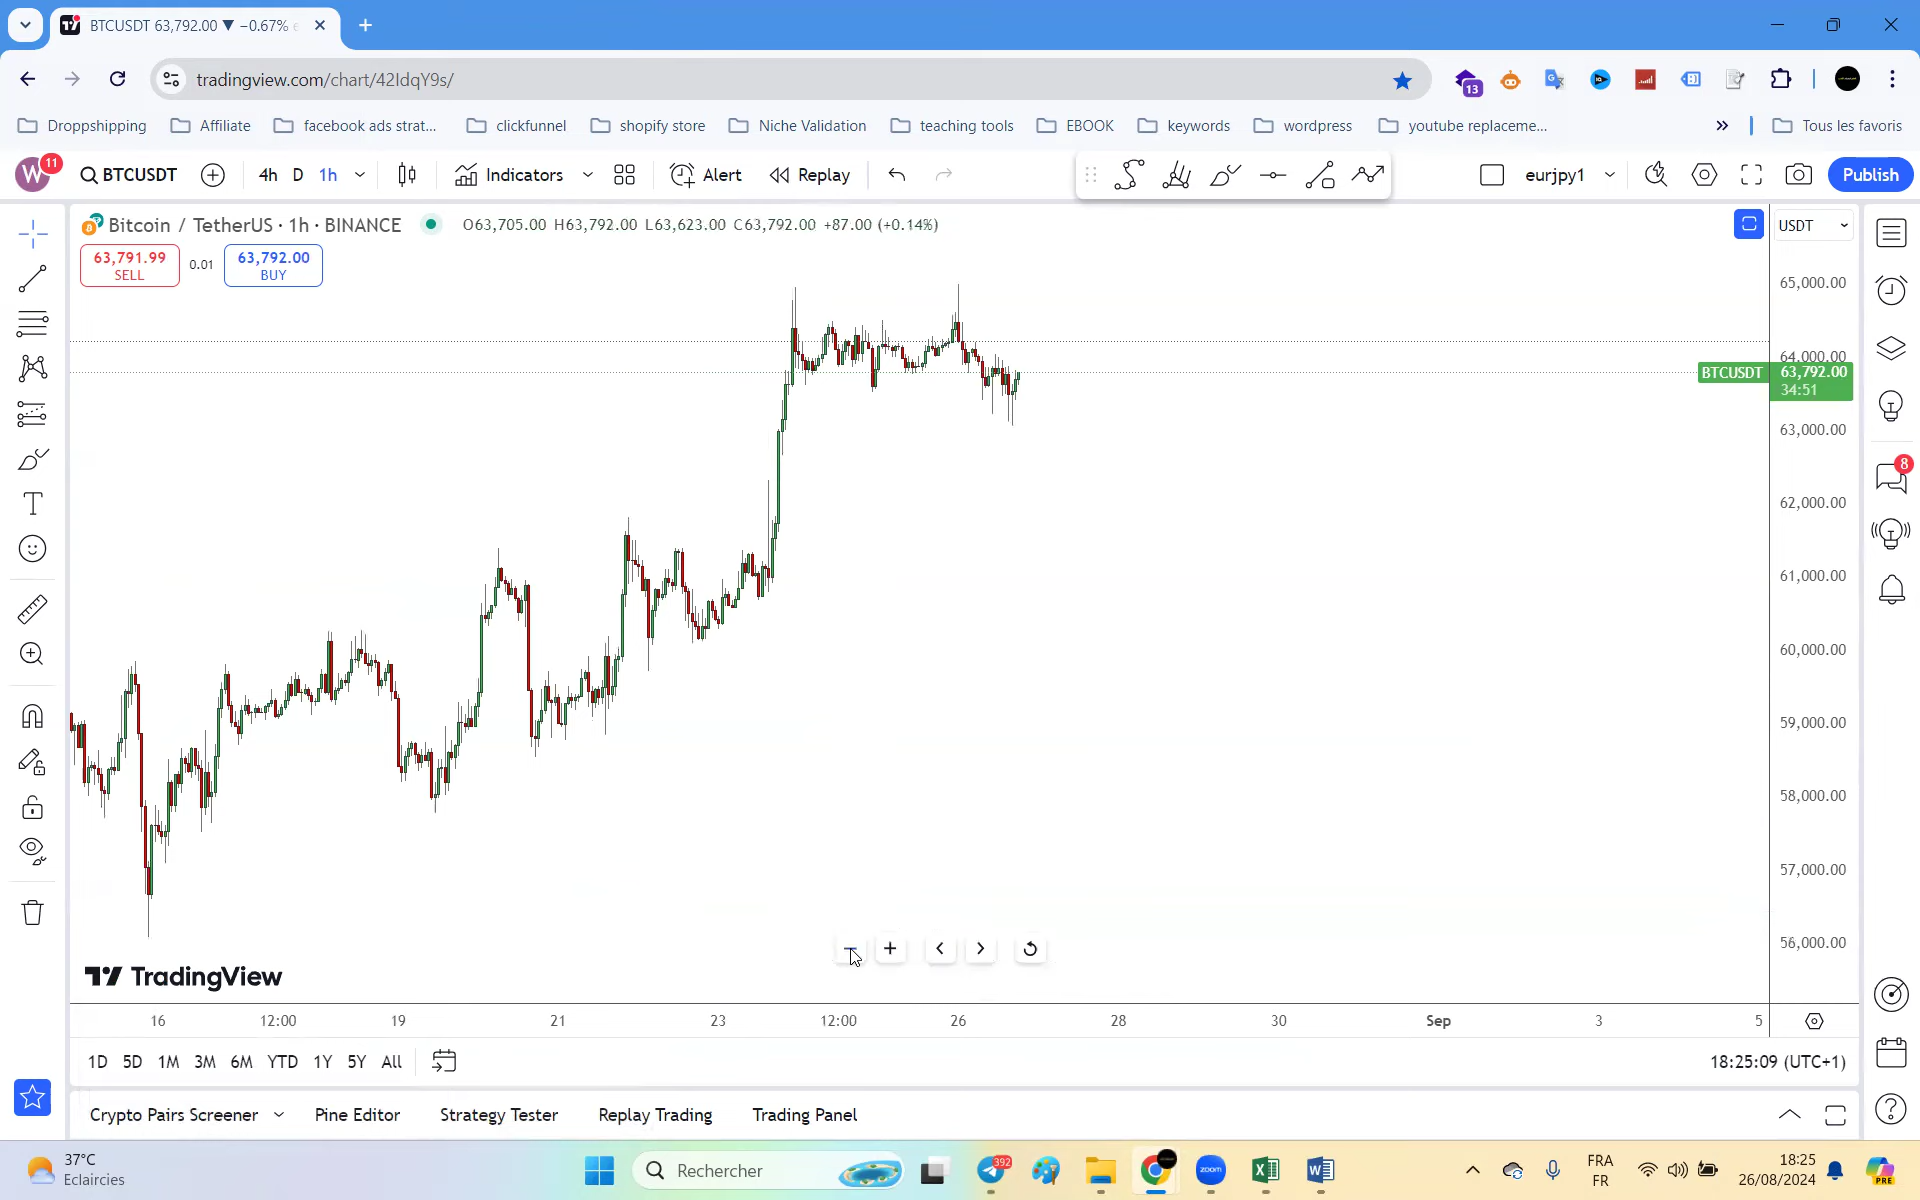 BTCUSDT 63,792.00 ▼ −0.67%
tradingview.com/chart/42IdqY9s/
13
Droppshipping
Affiliate
facebook ads strat...
clickfunnel
shopify store
Niche Validation
teaching tools
EBOOK
keywords
wordpress
youtube replaceme...
Tous les favoris
W 11
BTCUSDT
4h D 1h
Indicators
Alert
Replay
eurjpy1
Publish
Bitcoin / TetherUS · 1h · BINANCE
O63,705.00 H63,792.00 L63,623.00 C63,792.00 +87.00 (+0.14%)
USDT
63,791.99
SELL
0.01
63,792.00
BUY
65,000.00
64,000.00
BTCUSDT 63,792.00
34:51
63,000.00
62,000.00
61,000.00
60,000.00
59,000.00
58,000.00
57,000.00
56,000.00
8
TradingView
16 12:00 19 21 23 12:00 26 28 30 Sep 3 5
1D 5D 1M 3M 6M YTD 1Y 5Y All
18:25:09 (UTC+1)
Crypto Pairs Screener
Pine Editor
Strategy Tester
Replay Trading
Trading Panel
37°C
Eclaircies
Rechercher
392
zoom
FRA
FR
18:25
26/08/2024
PRE